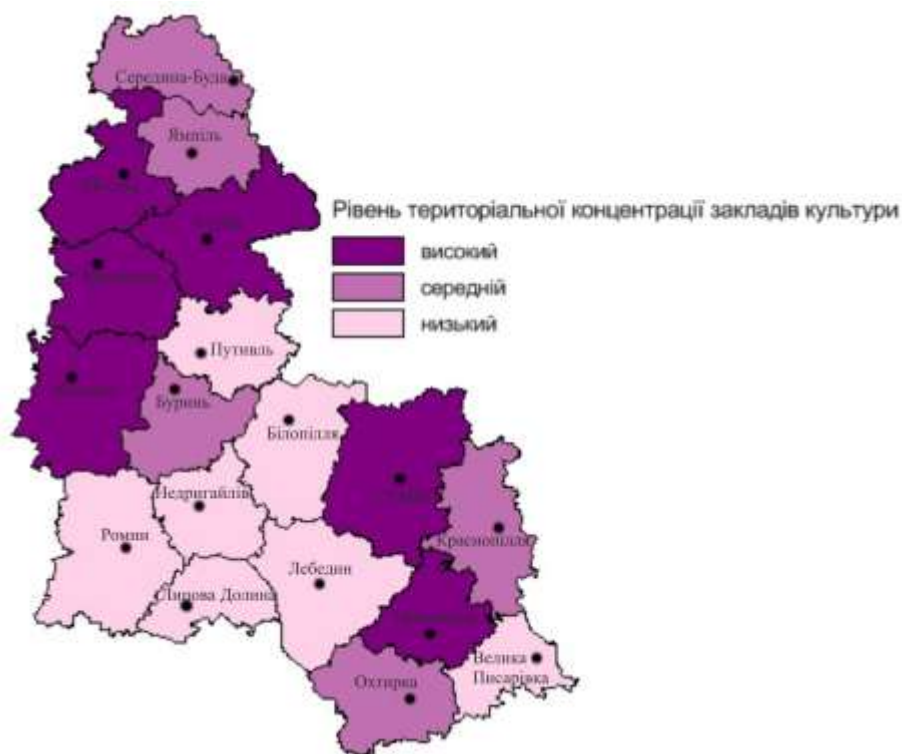 Середина-Буда
Ямпіль
Рівень територіальної концентрації закладів культури
високий
середній
низький
Путивль
Буринь
Білопілля
Недригайлів
Ромни
Краснопілля
Лебедин
Липова Долина
Велика
Писарівка
Охтирка